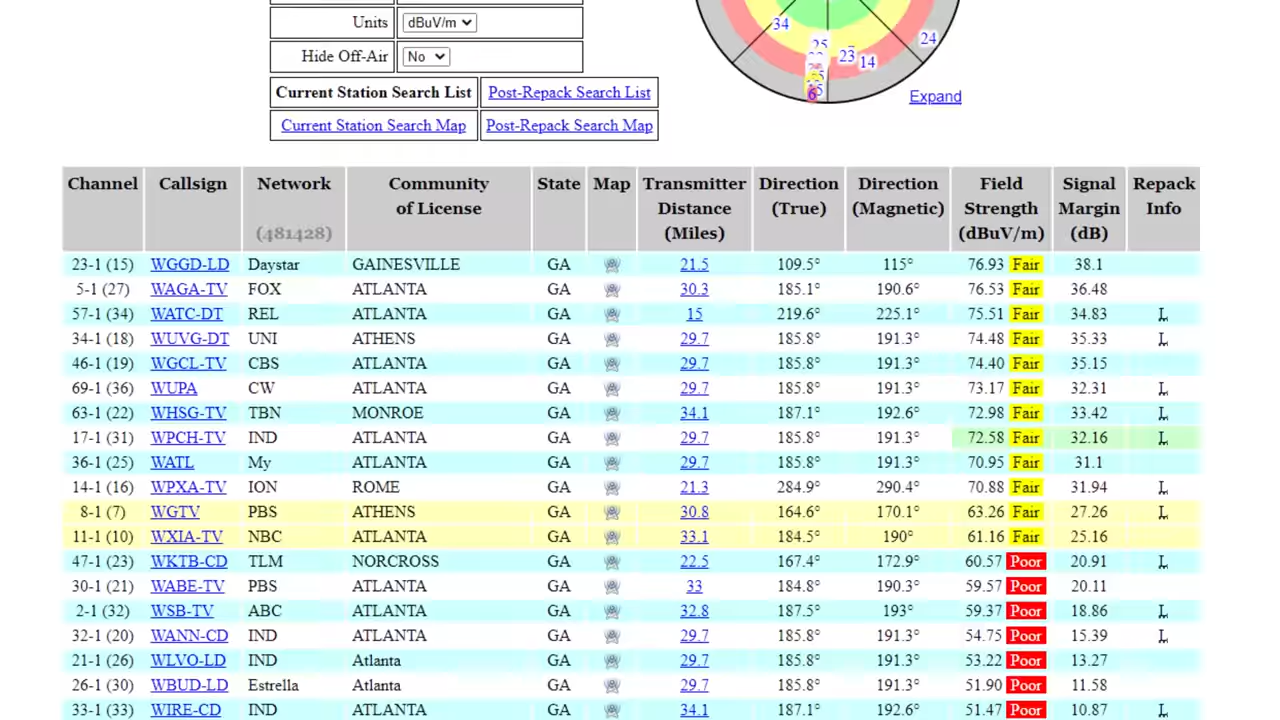 Units dBuV/m
Hide Off-Air No
Current Station Search List Post-Repack Search List
Current Station Search Map Post-Repack Search Map
34
25
23
14
24
6
Expand
Channel Callsign Network (481428) Community of License State Map Transmitter Distance (Miles) Direction (True) Direction (Magnetic) Field Strength (dBuV/m) Signal Margin (dB) Repack Info
23-1 (15) WGGD-LD Daystar GAINESVILLE GA 21.5 109.5° 115° 76.93 Fair 38.1
5-1 (27) WAGA-TV FOX ATLANTA GA 30.3 185.1° 190.6° 76.53 Fair 36.48
57-1 (34) WATC-DT REL ATLANTA GA 15 219.6° 225.1° 75.51 Fair 34.83
34-1 (18) WUVG-DT UNI ATHENS GA 29.7 185.8° 191.3° 74.48 Fair 35.33
46-1 (19) WGCL-TV CBS ATLANTA GA 29.7 185.8° 191.3° 74.40 Fair 35.15
69-1 (36) WUPA CW ATLANTA GA 29.7 185.8° 191.3° 73.17 Fair 32.31
63-1 (22) WHSG-TV TBN MONROE GA 34.1 187.1° 192.6° 72.98 Fair 33.42
17-1 (31) WPCH-TV IND ATLANTA GA 29.7 185.8° 191.3° 72.58 Fair 32.16
36-1 (25) WATL My ATLANTA GA 29.7 185.8° 191.3° 70.95 Fair 31.1
14-1 (16) WPXA-TV ION ROME GA 21.3 284.9° 290.4° 70.88 Fair 31.94
8-1 (7) WGTV PBS ATHENS GA 30.8 164.6° 170.1° 63.26 Fair 27.26
11-1 (10) WXIA-TV NBC ATLANTA GA 33.1 184.5° 190° 61.16 Fair 25.16
47-1 (23) WKTB-CD TLM NORCROSS GA 22.5 167.4° 172.9° 60.57 Poor 20.91
30-1 (21) WABE-TV PBS ATLANTA GA 33 184.8° 190.3° 59.57 Poor 20.11
2-1 (32) WSB-TV ABC ATLANTA GA 32.8 187.5° 193° 59.37 Poor 18.86
32-1 (20) WANN-CD IND ATLANTA GA 29.7 185.8° 191.3° 54.75 Poor 15.39
21-1 (26) WLVO-LD IND Atlanta GA 29.7 185.8° 191.3° 53.22 Poor 13.27
26-1 (30) WBUD-LD Estrella Atlanta GA 29.7 185.8° 191.3° 51.90 Poor 11.58
33-1 (33) WIRE-CD IND ATLANTA GA 34.1 187.1° 192.6° 51.47 Poor 10.87